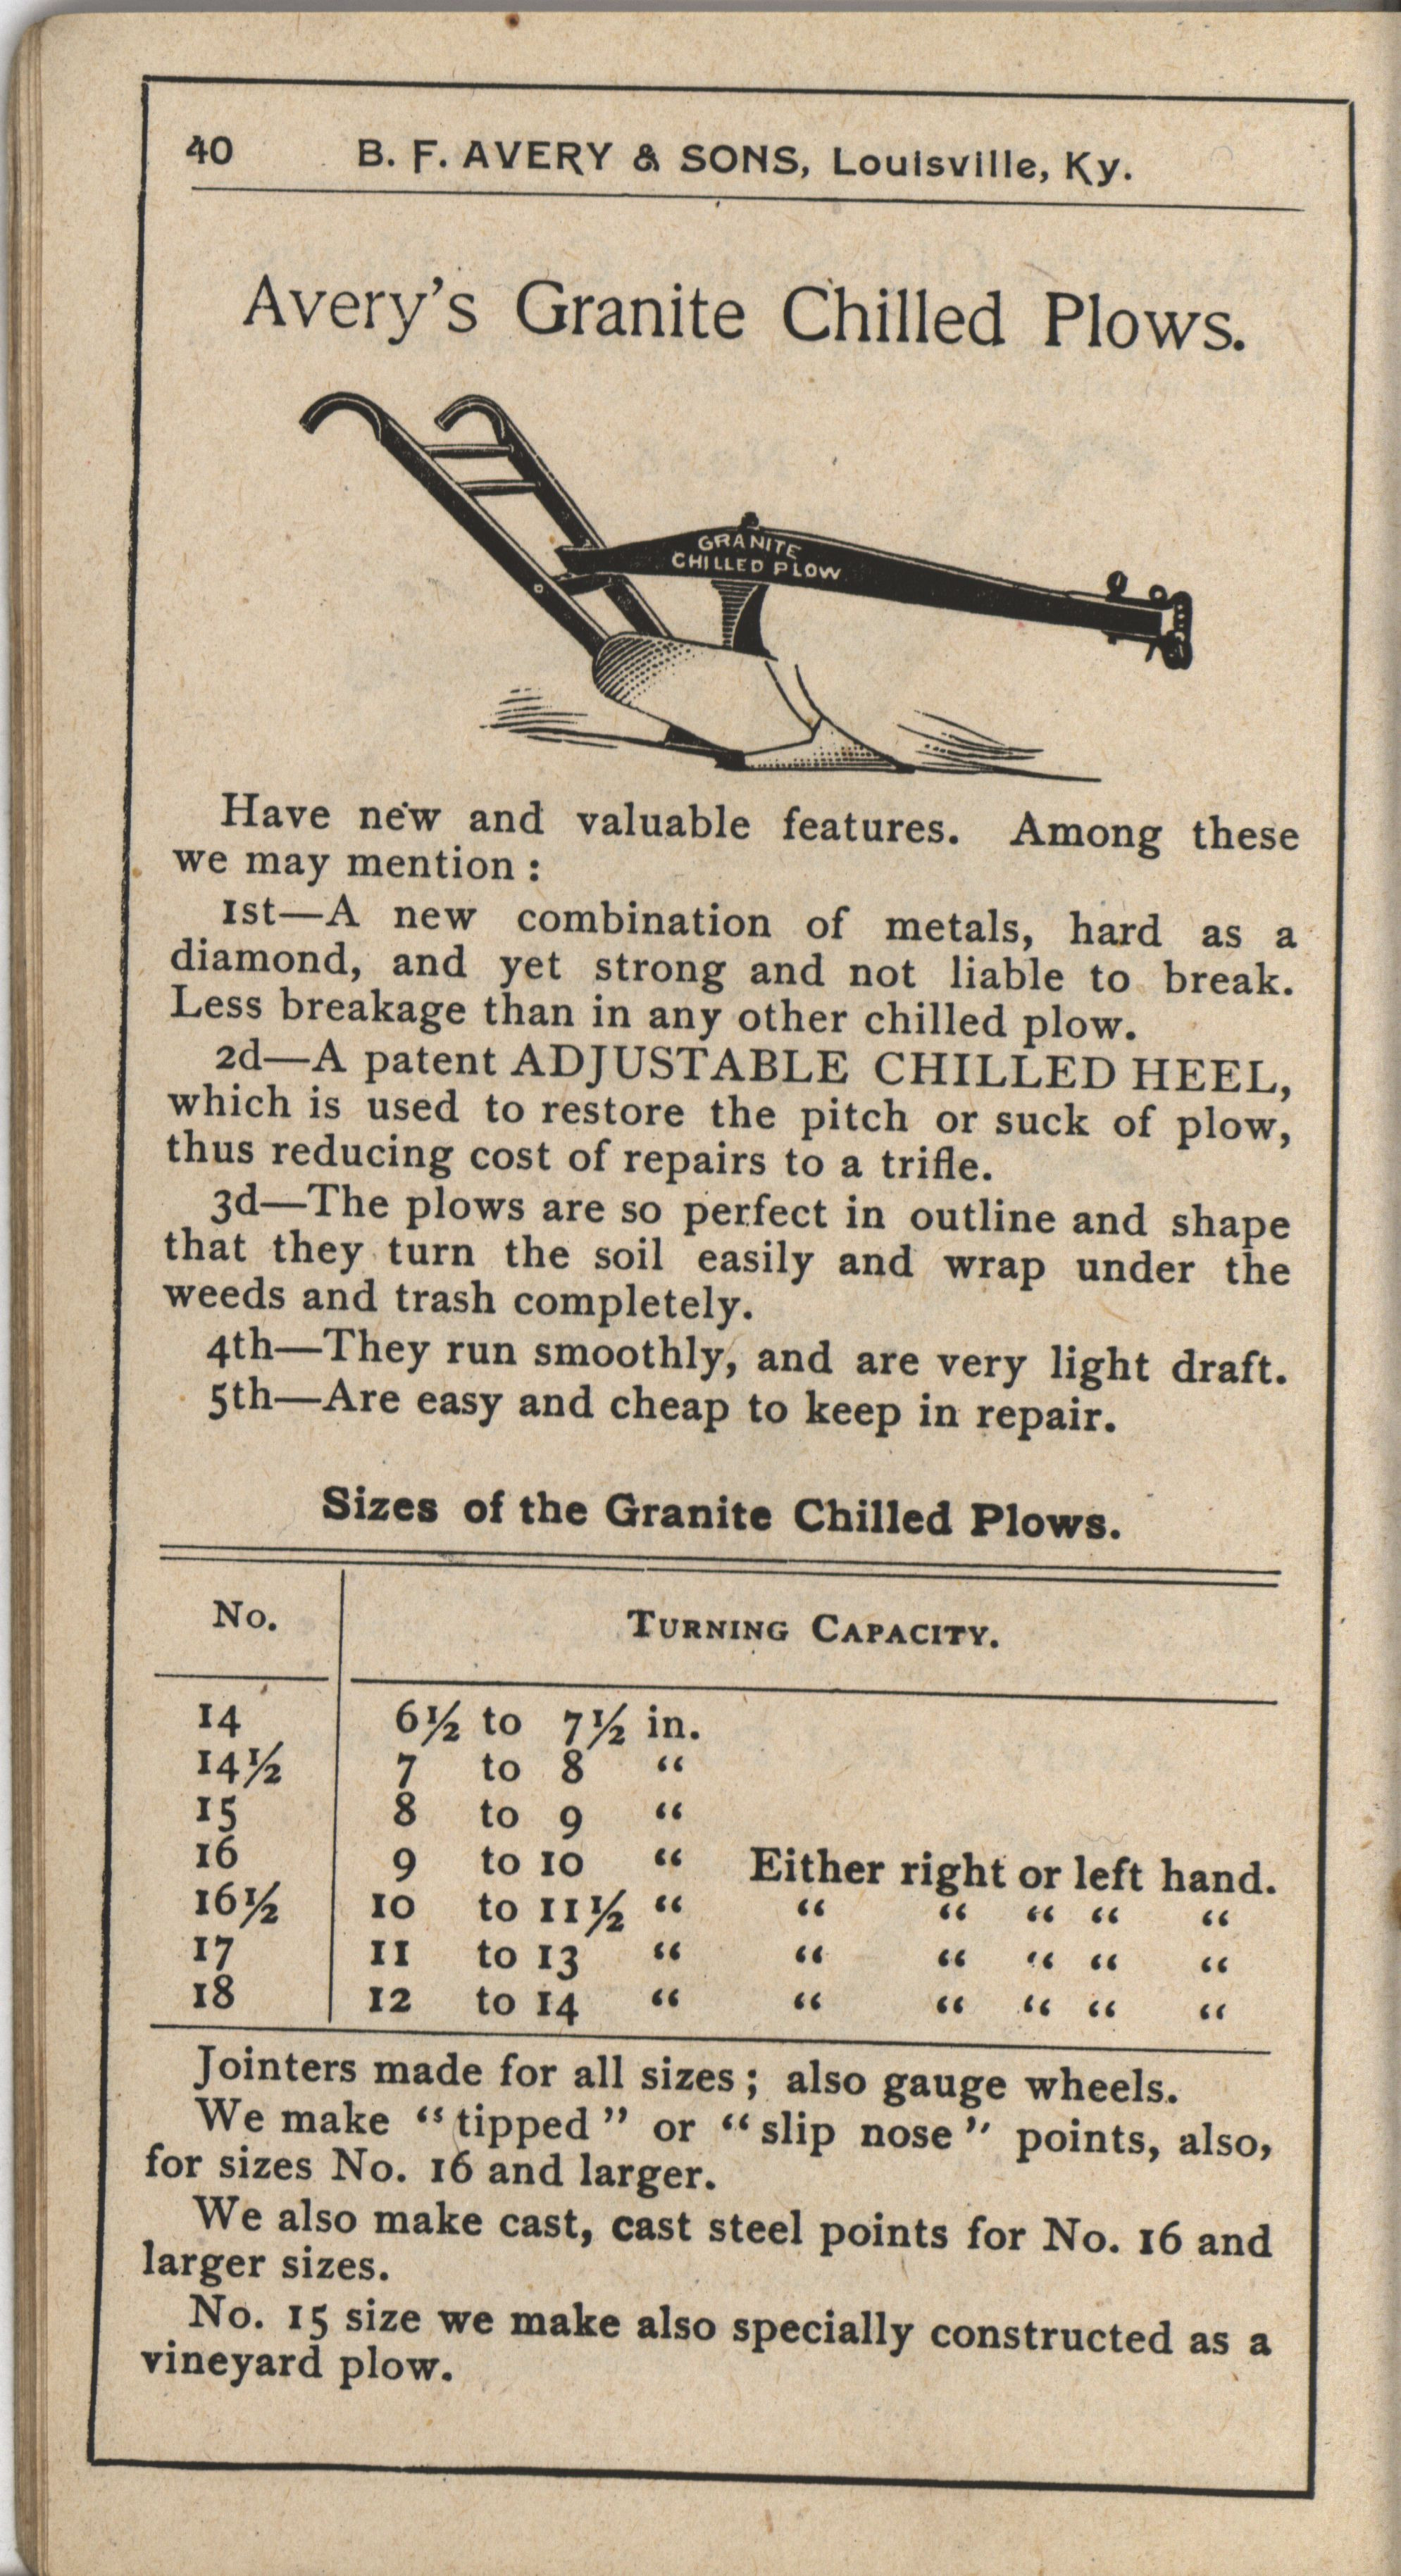 40 B. F. AVERY & SONS, Louisville, Ky.
Avery's Granite Chilled Plows.
GRANITE
CHILLED PLOW
Have new and valuable features. Among these
we may mention :
1st—A new combination of metals, hard as a
diamond, and yet strong and not liable to break.
Less breakage than in any other chilled plow.
2d—A patent ADJUSTABLE CHILLED HEEL,
which is used to restore the pitch or suck of plow,
thus reducing cost of repairs to a trifle.
3d—The plows are so perfect in outline and shape
that they turn the soil easily and wrap under the
weeds and trash completely.
4th—They run smoothly, and are very light draft.
5th—Are easy and cheap to keep in repair.
Sizes of the Granite Chilled Plows.
No. TURNING CAPACITY.
14 6½ to 7½ in.
14½ 7 to 8 “
15 8 to 9 “
16 9 to 10 “ Either right or left hand.
16½ 10 to 11½ “ “ “ “ “ “
17 11 to 13 “ “ “ “ “ “
18 12 to 14 “ “ “ “ “ “
Jointers made for all sizes ; also gauge wheels.
We make “ tipped ” or “ slip nose ” points, also,
for sizes No. 16 and larger.
We also make cast, cast steel points for No. 16 and
larger sizes.
No. 15 size we make also specially constructed as a
vineyard plow.